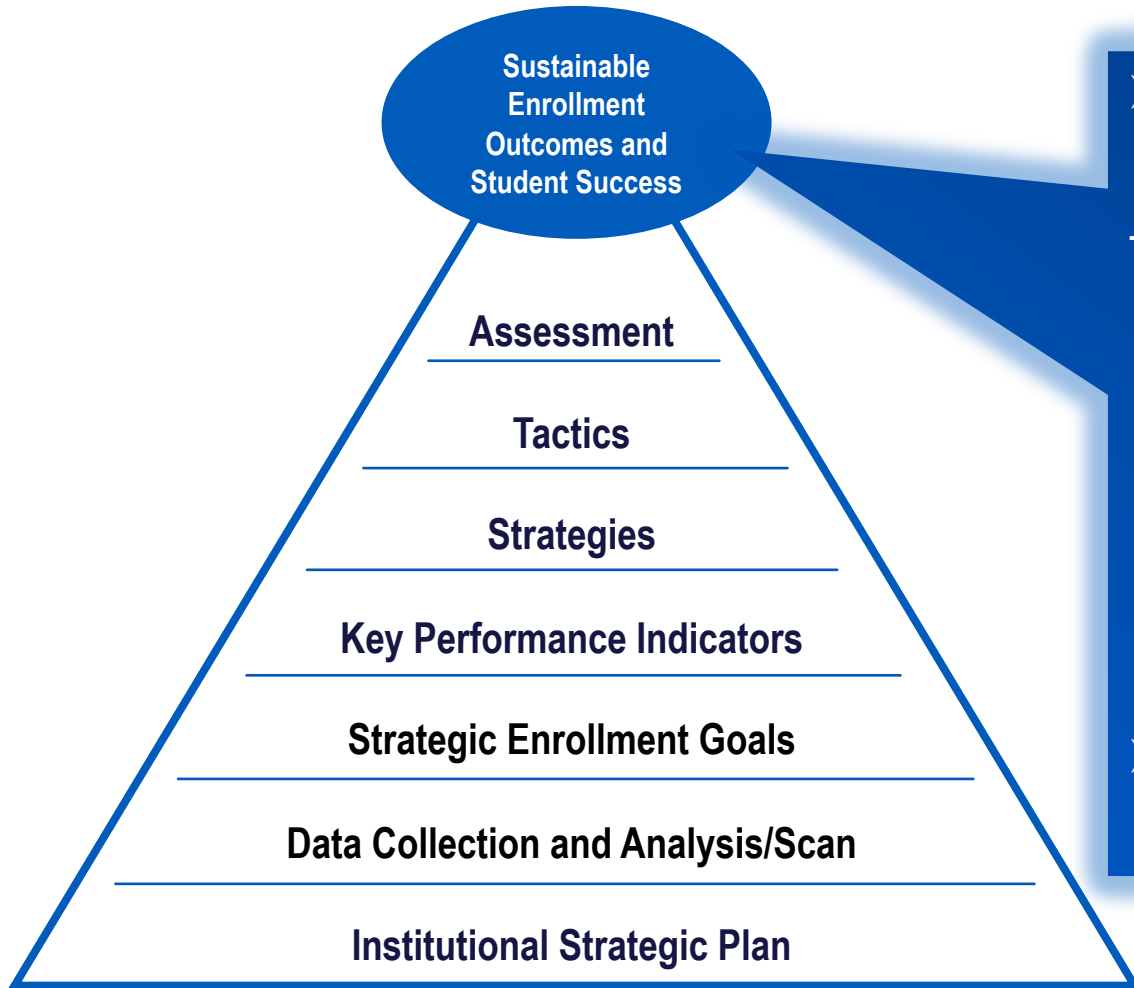 Sustainable
Enrollment
Outcomes and
Student Success
Assessment
Tactics
Strategies
Key Performance Indicators
Strategic Enrollment Goals
Data Collection and Analysis/Scan
Institutional Strategic Plan